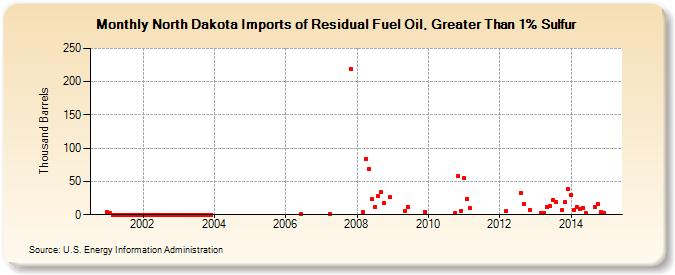 Monthly North Dakota Imports of Residual Fuel Oil, Greater Than 1% Sulfur
Thousand Barrels
250
200
150
100
50
0
2002 2004 2006 2008 2010 2012 2014
Source: U.S. Energy Information Administration